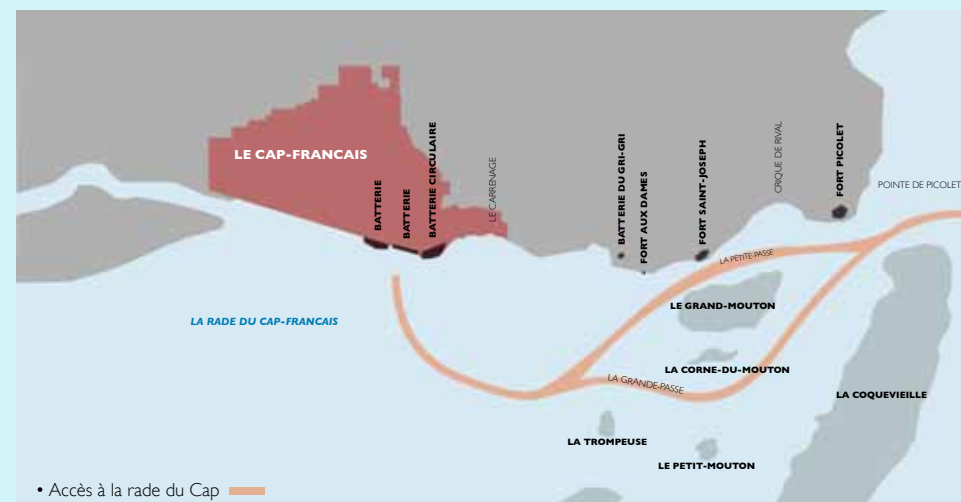 LE CAP-FRANCAIS
BATTERIE
BATTERIE
BATTERIE CIRCULAIRE
LE CARRENAGE
BATTERIE DU GRI-GRI
FORT AUX DAMES
FORT SAINT-JOSEPH
CRIQUE DE RIVAL
FORT PICOLET
POINTE DE PICOLET
LA PETITE-PASSE
LE GRAND-MOUTON
LA RADE DU CAP-FRANCAIS
LA CORNE-DU-MOUTON
LA GRANDE-PASSE
LA COQUEVIEILLE
LA TROMPEUSE
LE PETIT-MOUTON
• Accès à la rade du Cap